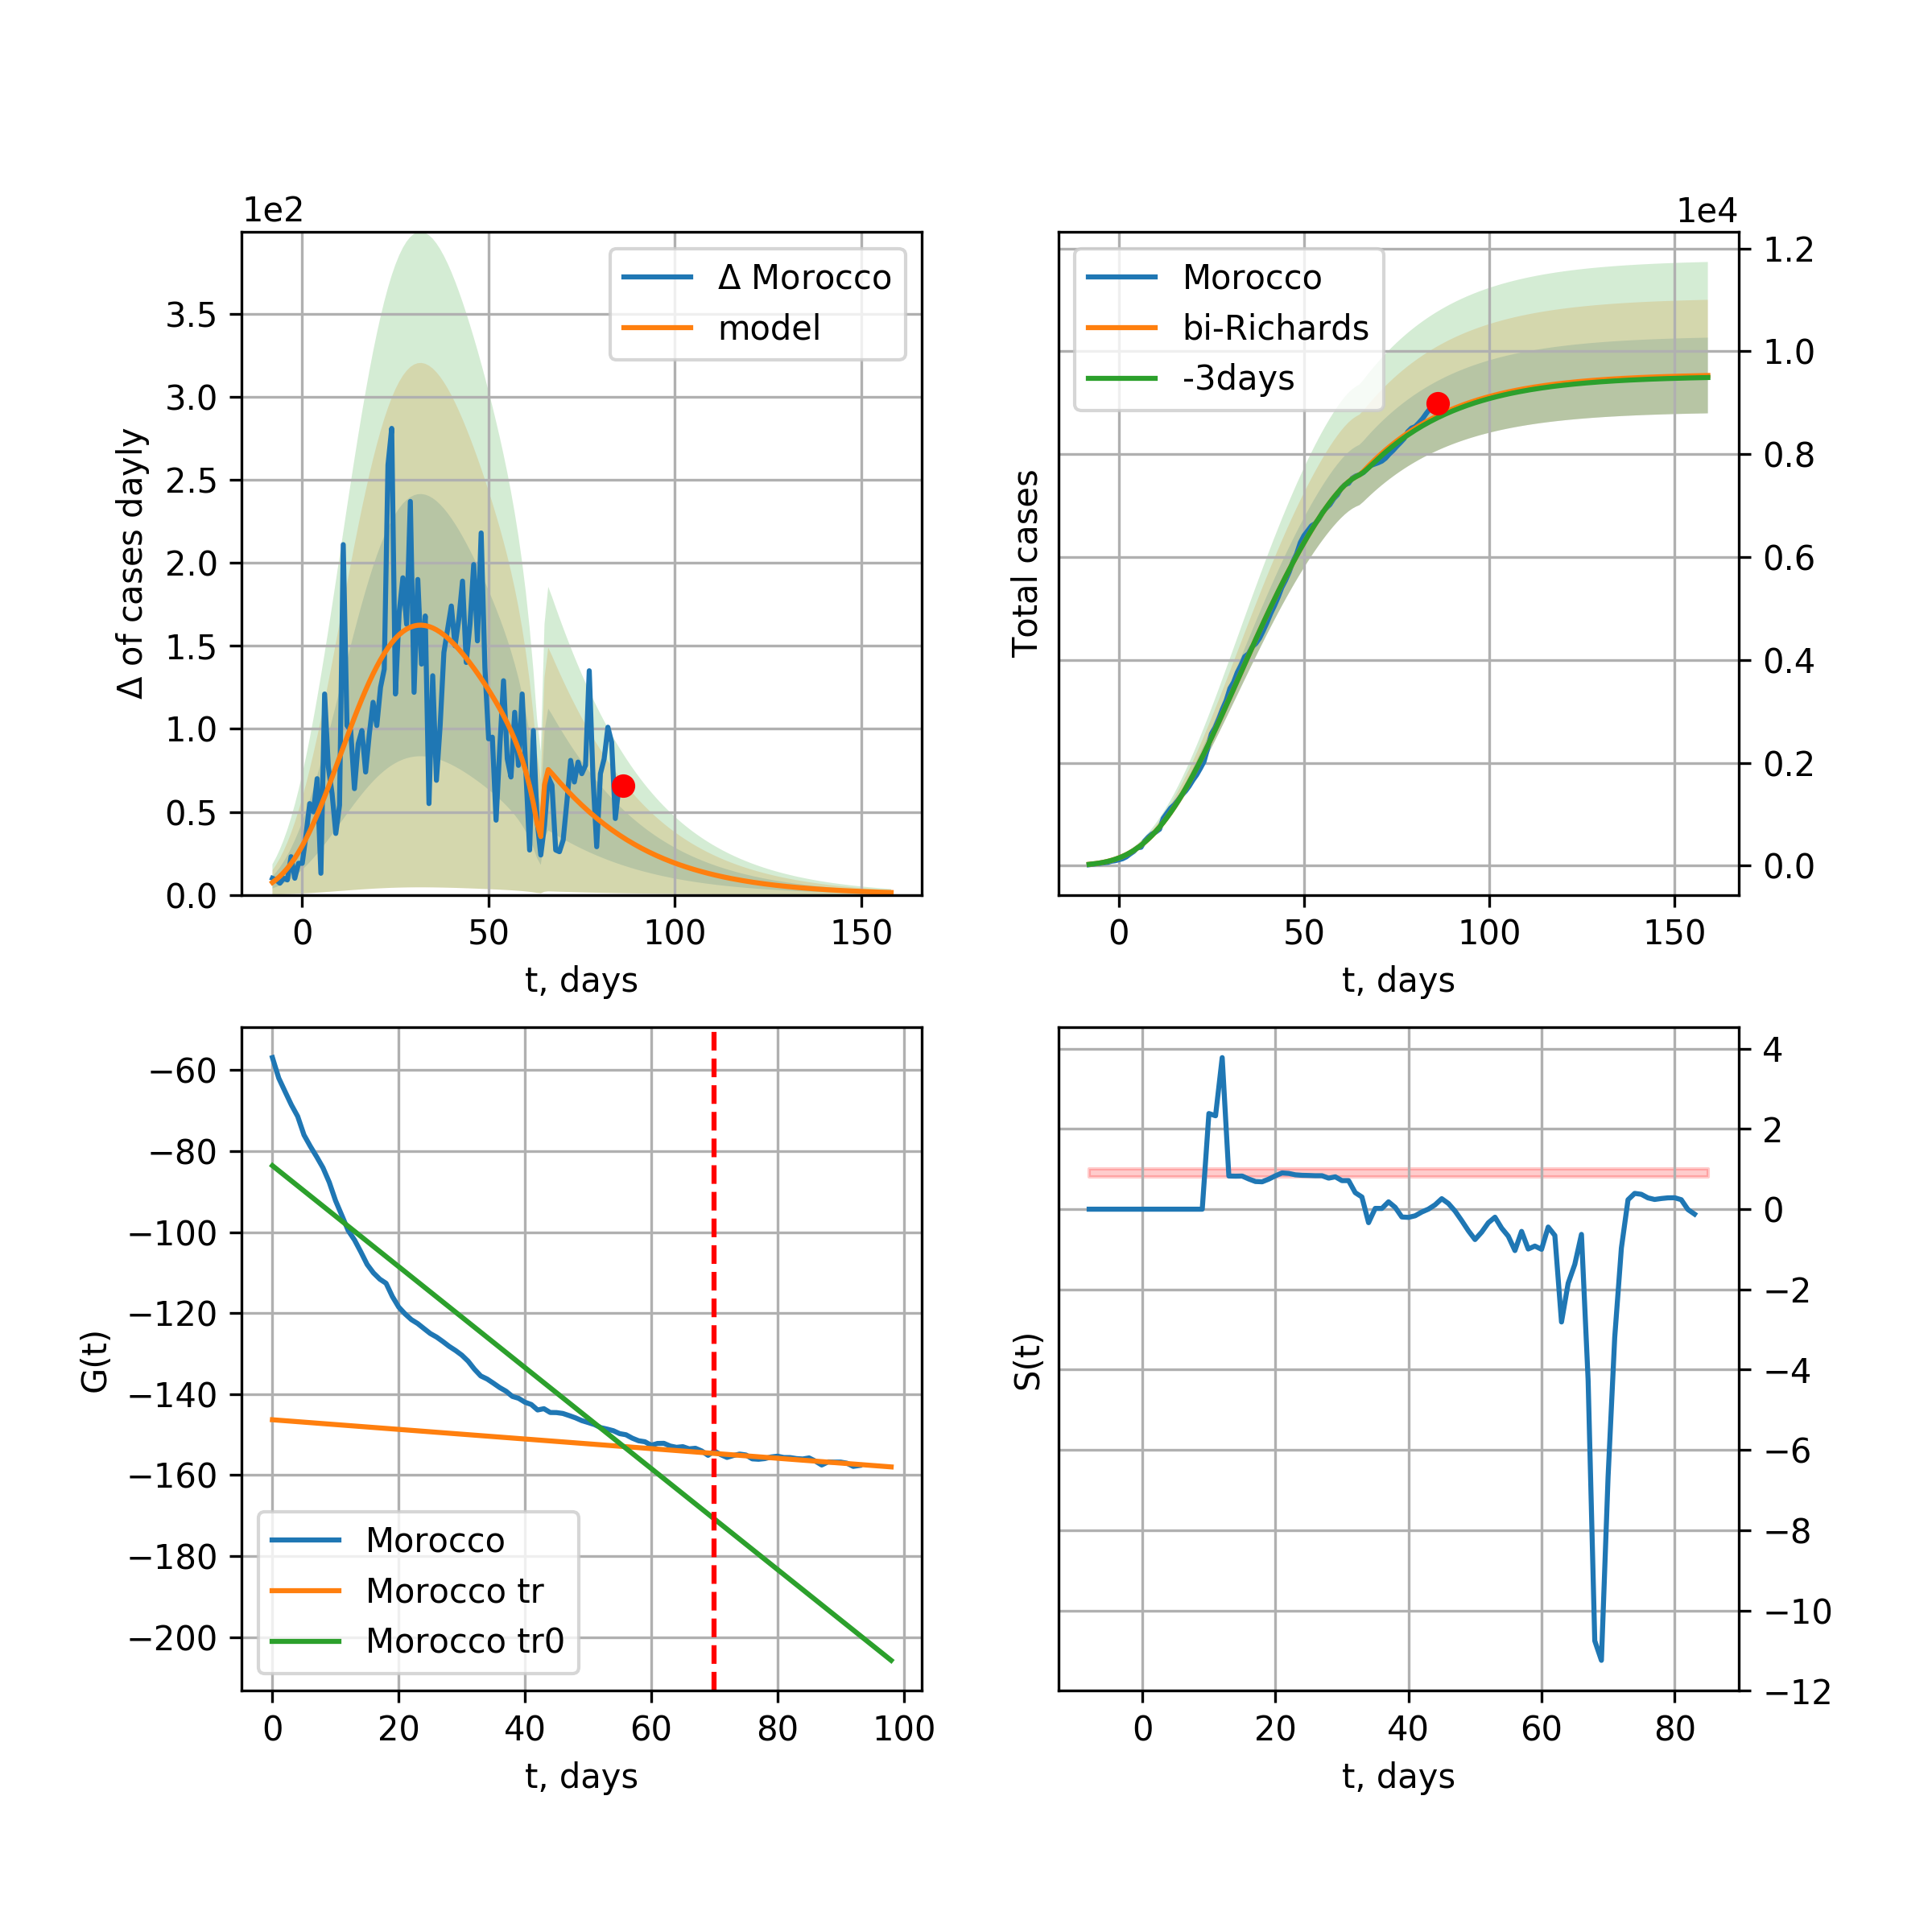 1e2
Δ of cases dayly
3.5
3.0
2.5
2.0
1.5
1.0
0.5
0.0
Δ Morocco
model
0 50 100 150
t, days
1e4
Total cases
Morocco
bi-Richards
-3days
1.2
1.0
0.8
0.6
0.4
0.2
0.0
0 50 100 150
t, days
G(t)
−60
−80
−100
−120
−140
−160
−180
−200
Morocco
Morocco tr
Morocco tr0
0 20 40 60 80 100
t, days
S(t)
4
2
0
−2
−4
−6
−8
−10
−12
0 20 40 60 80
t, days